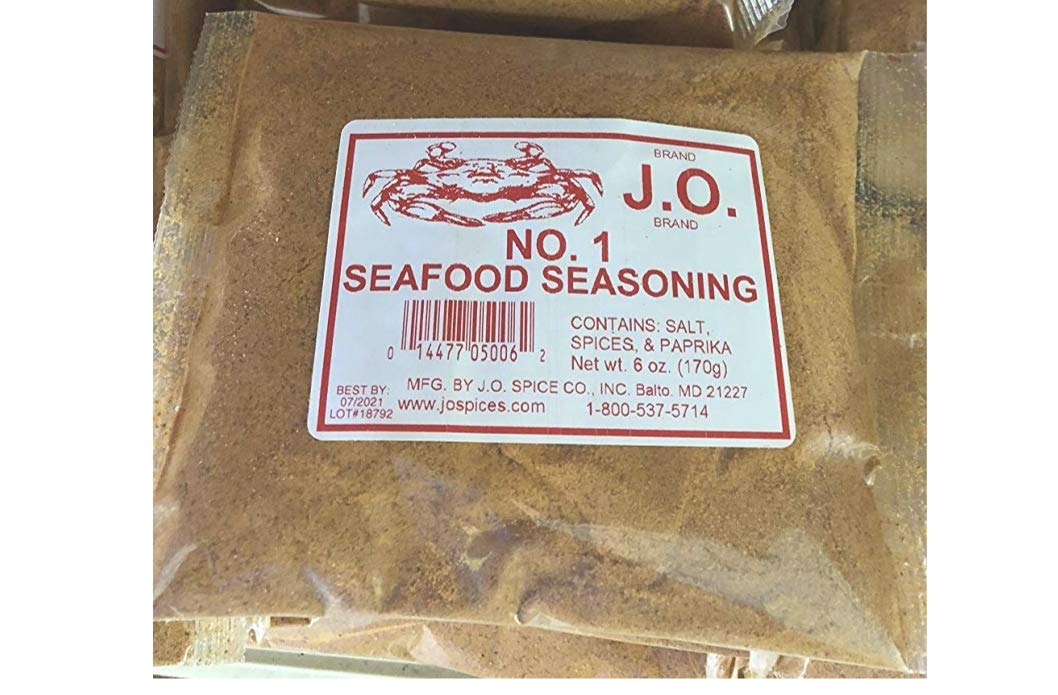 BRAND
J.O.
BRAND
NO. 1
SEAFOOD SEASONING
0 14477 05006 2
CONTAINS: SALT,
SPICES, & PAPRIKA
Net wt. 6 oz. (170g)
BEST BY:
07/2021
LOT#18792
MFG. BY J.O. SPICE CO., INC. Balto. MD 21227
www.jospices.com 1-800-537-5714